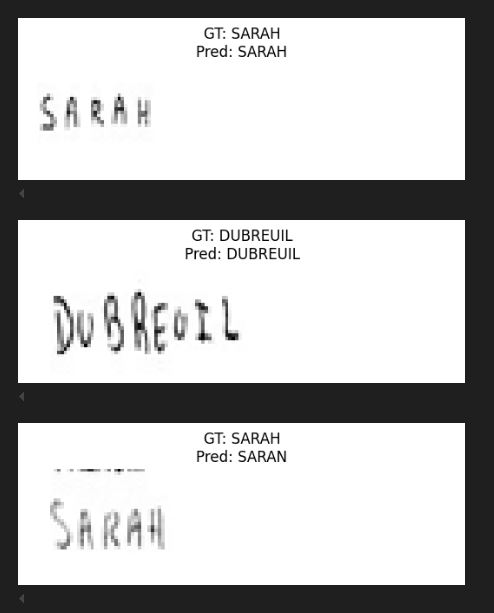 GT: SARAH
Pred: SARAH
SARAH
GT: DUBREUIL
Pred: DUBREUIL
DUBREUIL
GT: SARAH
Pred: SARAN
SARAH